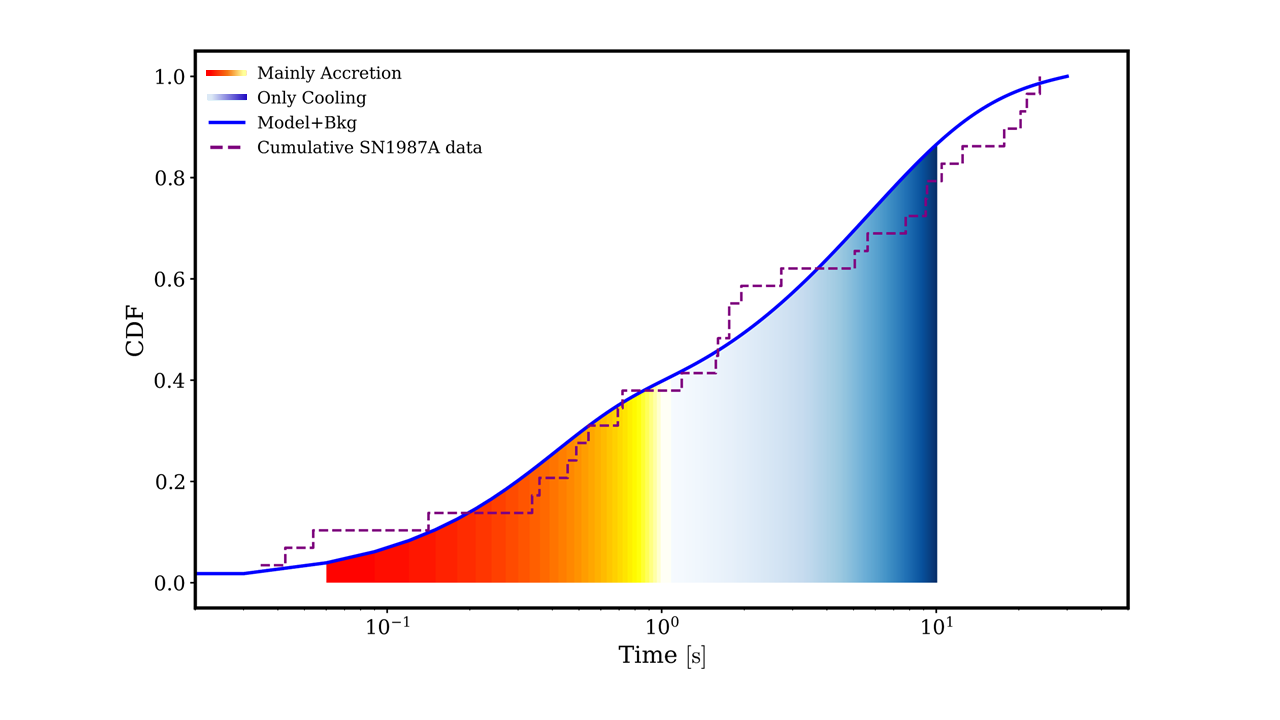 Mainly Accretion
Only Cooling
Model+Bkg
Cumulative SN1987A data
CDF
1.0
0.8
0.6
0.4
0.2
0.0
10⁻¹
10⁰
10¹
Time [s]